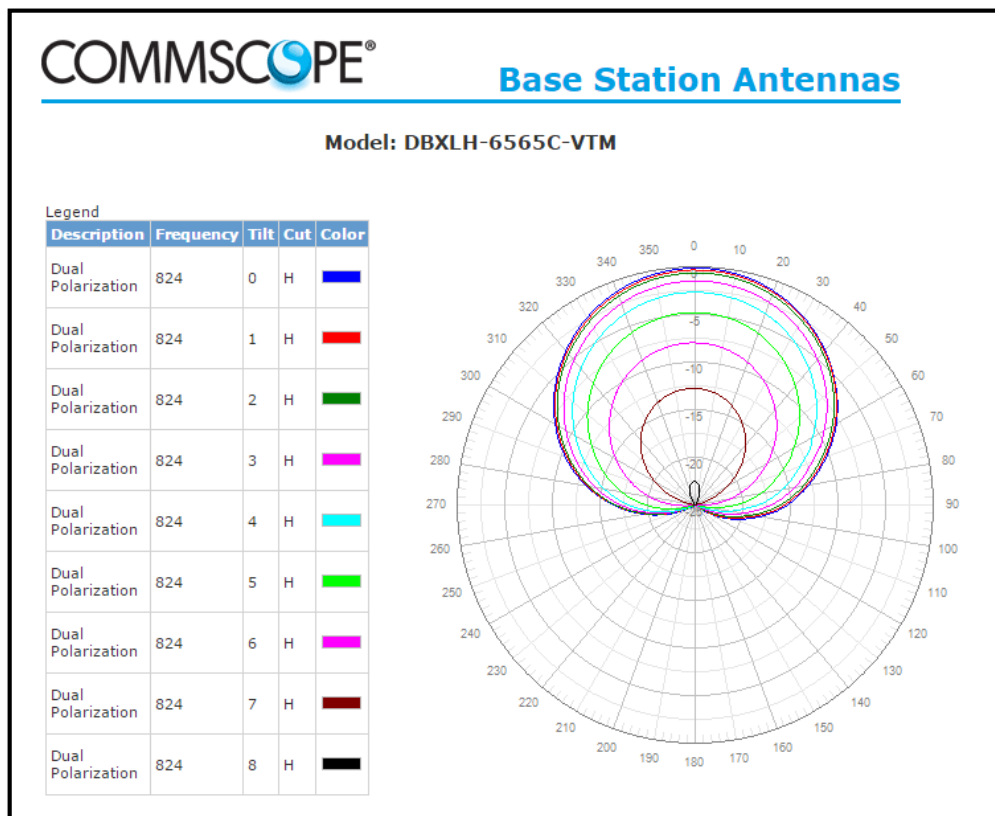 COMMSCOPE®
Base Station Antennas
Model: DBXLH-6565C-VTM
Legend
Description Frequency Tilt Cut Color
Dual Polarization 824 0 H
Dual Polarization 824 1 H
Dual Polarization 824 2 H
Dual Polarization 824 3 H
Dual Polarization 824 4 H
Dual Polarization 824 5 H
Dual Polarization 824 6 H
Dual Polarization 824 7 H
Dual Polarization 824 8 H
0
10
20
30
40
50
60
70
80
90
100
110
120
130
140
150
160
170
180
190
200
210
220
230
240
250
260
270
280
290
300
310
320
330
340
350
0
-5
-10
-15
-20